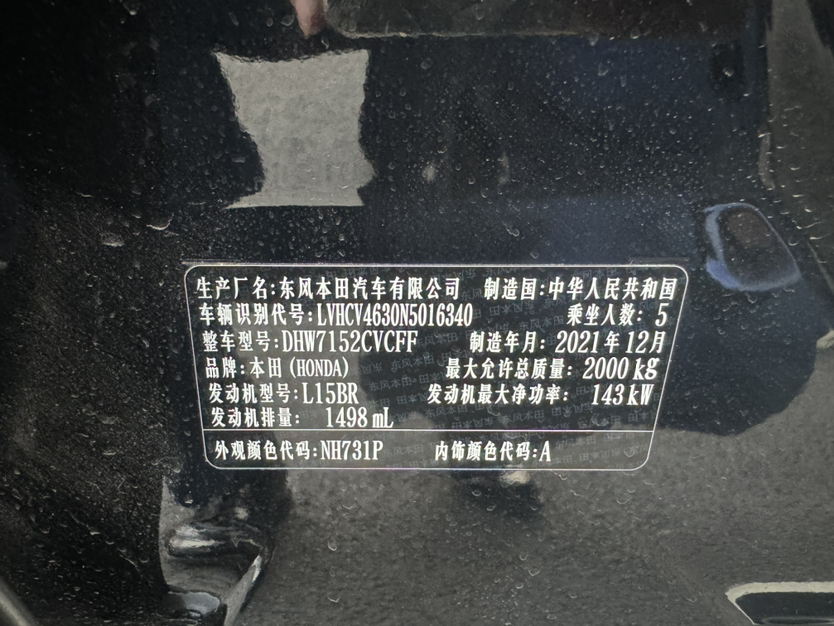 生产厂名:东风本田汽车有限公司 制造国:中华人民共和国
车辆识别代号:LVHCV4630N5016340 乘坐人数: 5
整车型号:DHW7152CVCFF 制造年月: 2021年12月
品牌:本田(HONDA) 最大允许总质量: 2000kg
发动机型号:L15BR 发动机最大净功率: 143kW
发动机排量: 1498mL
外观颜色代码:NH731P 内饰颜色代码:A